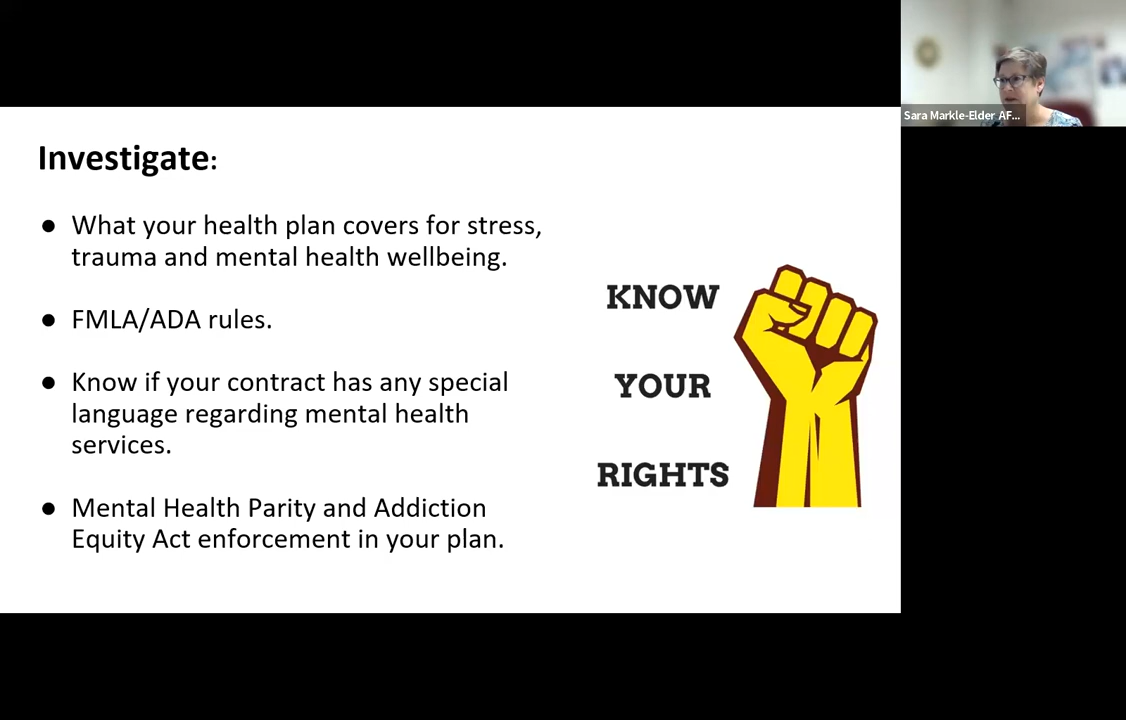 Investigate:
● What your health plan covers for stress,
trauma and mental health wellbeing.
● FMLA/ADA rules.
● Know if your contract has any special
language regarding mental health
services.
● Mental Health Parity and Addiction
Equity Act enforcement in your plan.
KNOW
YOUR
RIGHTS
Sara Markle-Elder AF...